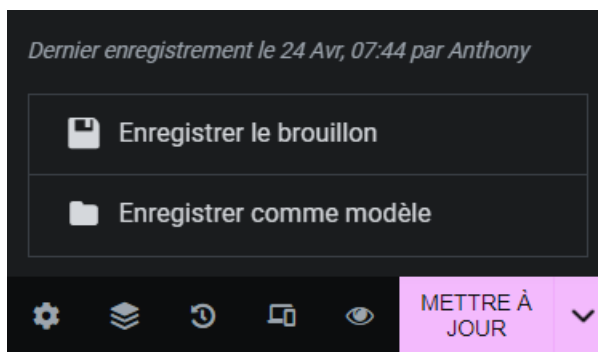 Dernier enregistrement le 24 Avr, 07:44 par Anthony
Enregistrer le brouillon
Enregistrer comme modèle
METTRE À
JOUR